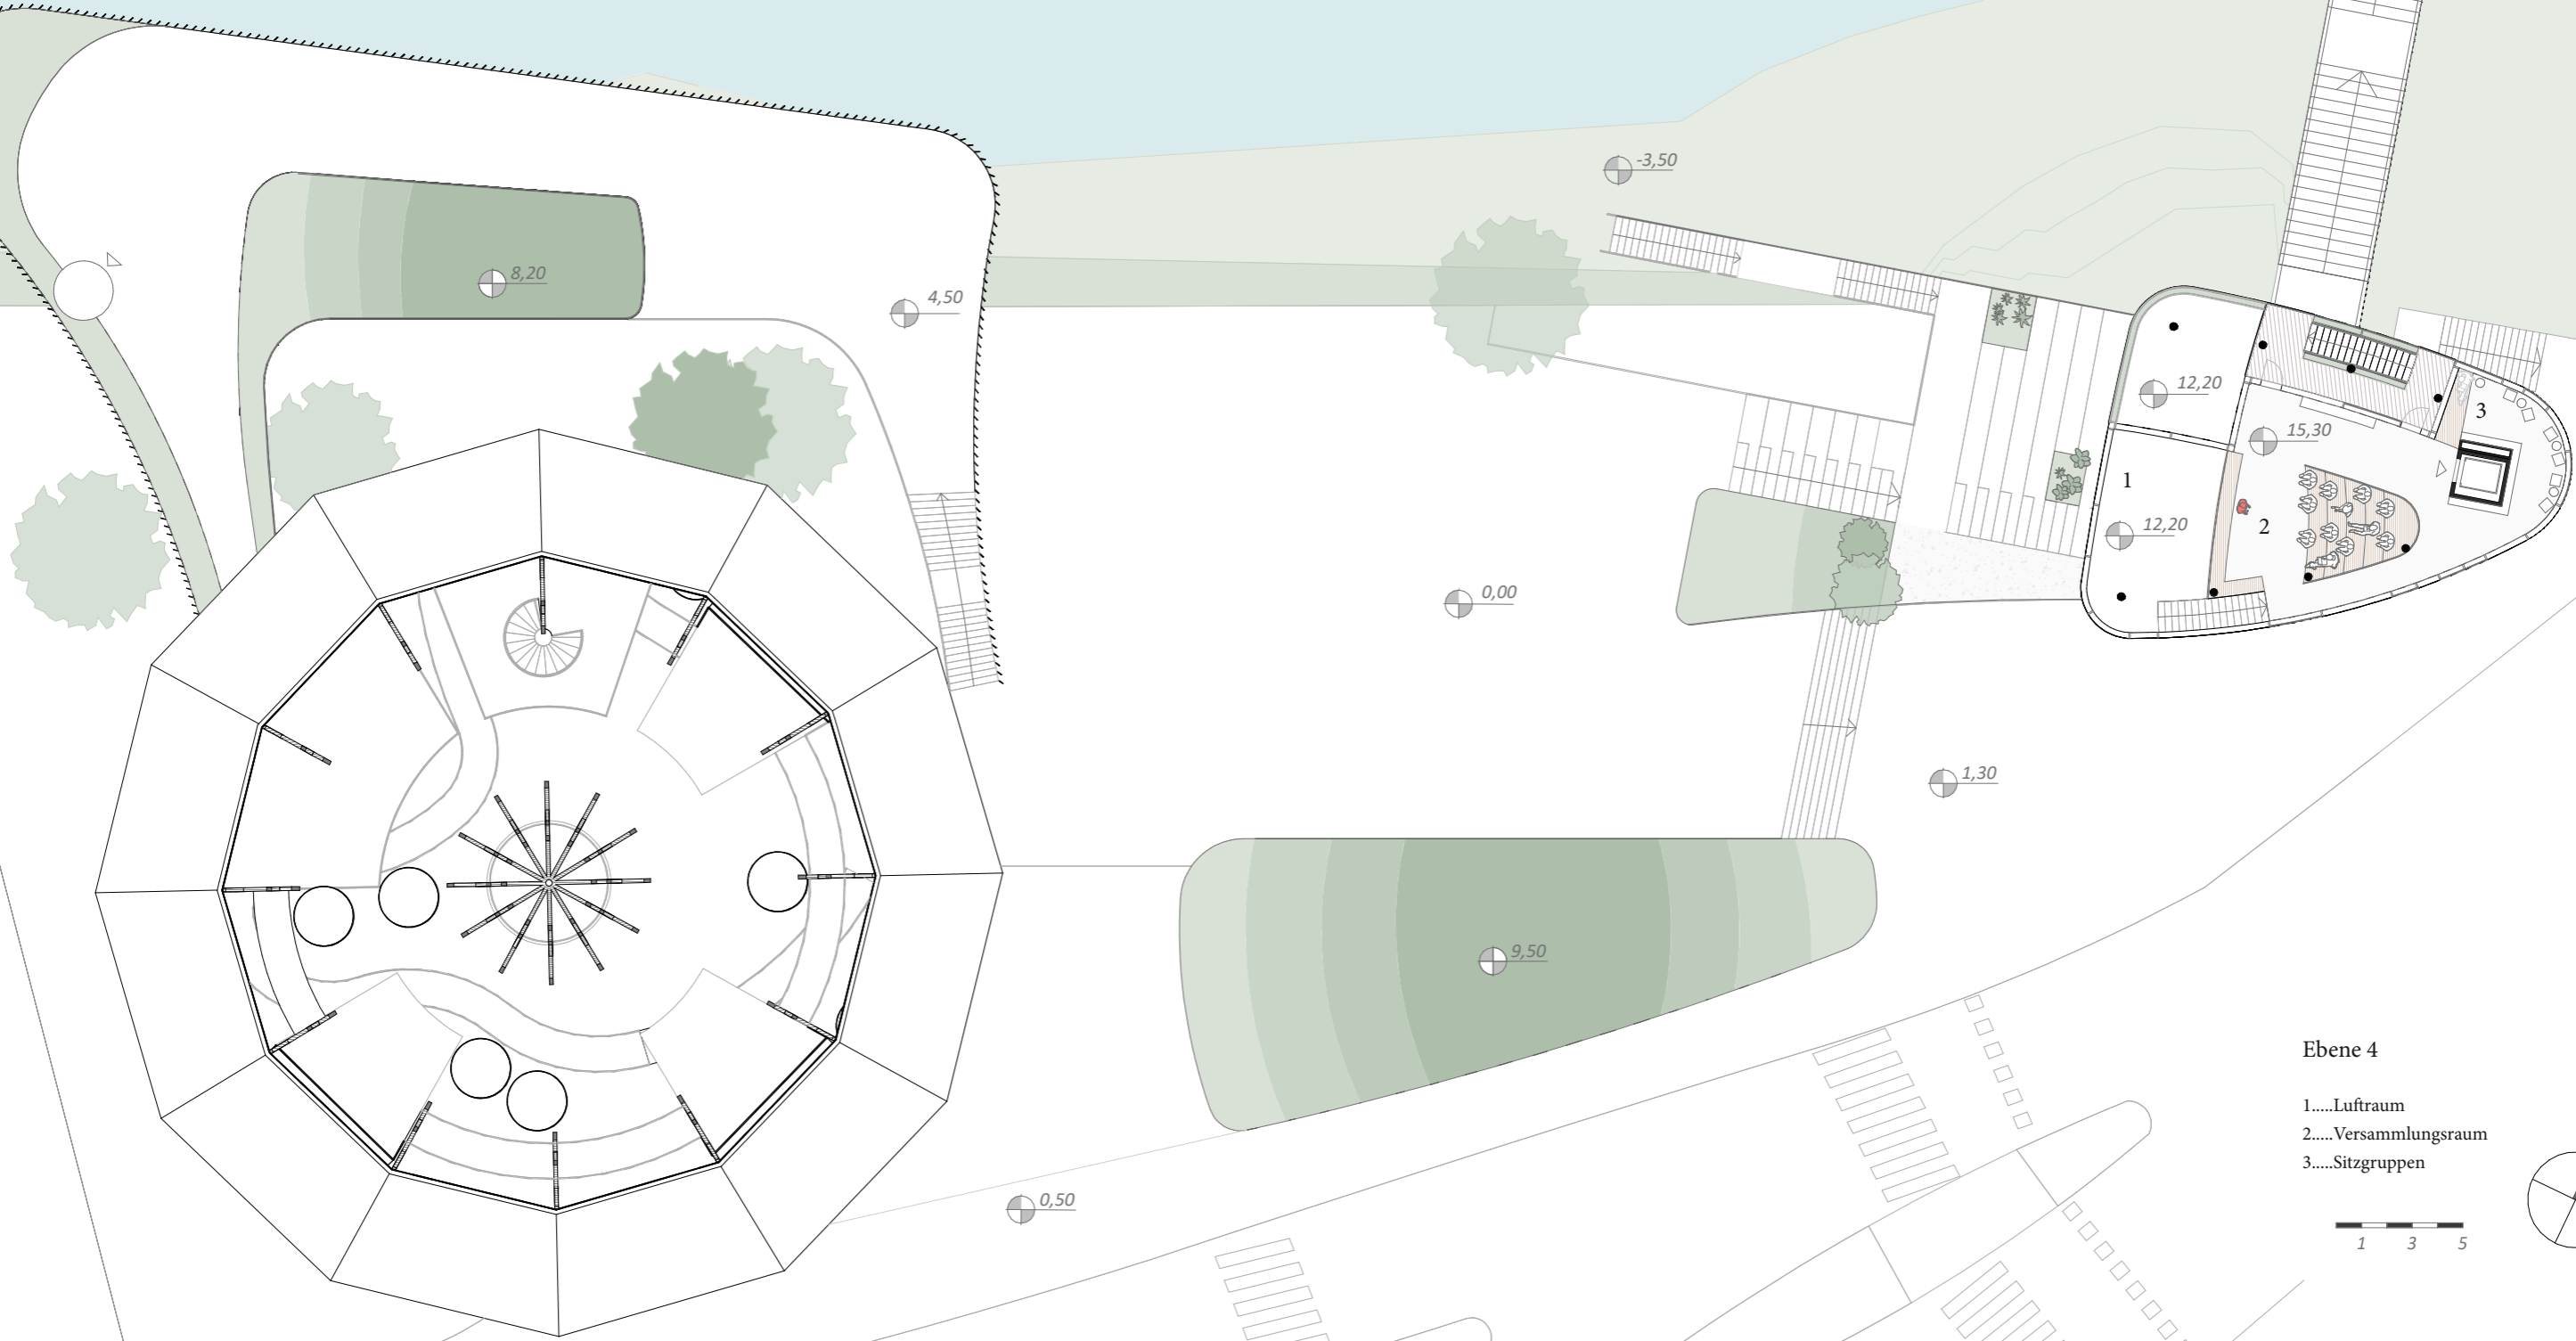 -3,50
8,20
4,50
12,20
15,30
3
1
12,20
2
0,00
1,30
9,50
0,50
Ebene 4
1.....Luftraum
2.....Versammlungsraum
3.....Sitzgruppen
1 3 5